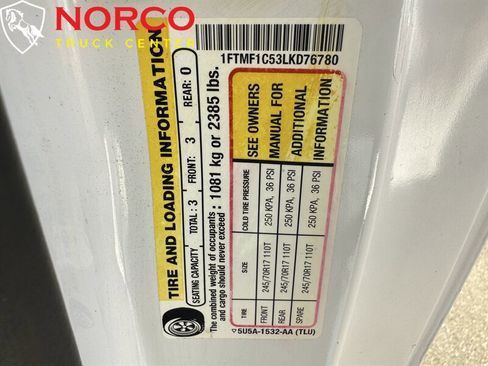 NORCO
TRUCK CENTER
1FTMF1C53LKD76780
TIRE AND LOADING INFORMATION
SEATING CAPACITY TOTAL : 3 FRONT: 3 REAR: 0
The combined weight of occupants and cargo should never exceed : 1081 kg or 2385 lbs.
TIRE COLD TIRE PRESSURE
FRONT 245/70R17 110T 250 KPA, 36 PSI
REAR 245/70R17 110T 250 KPA, 36 PSI
SPARE 245/70R17 110T 250 KPA, 36 PSI
SEE OWNERS
MANUAL FOR
ADDITIONAL
INFORMATION
5U5A-1532-AA (TLU)